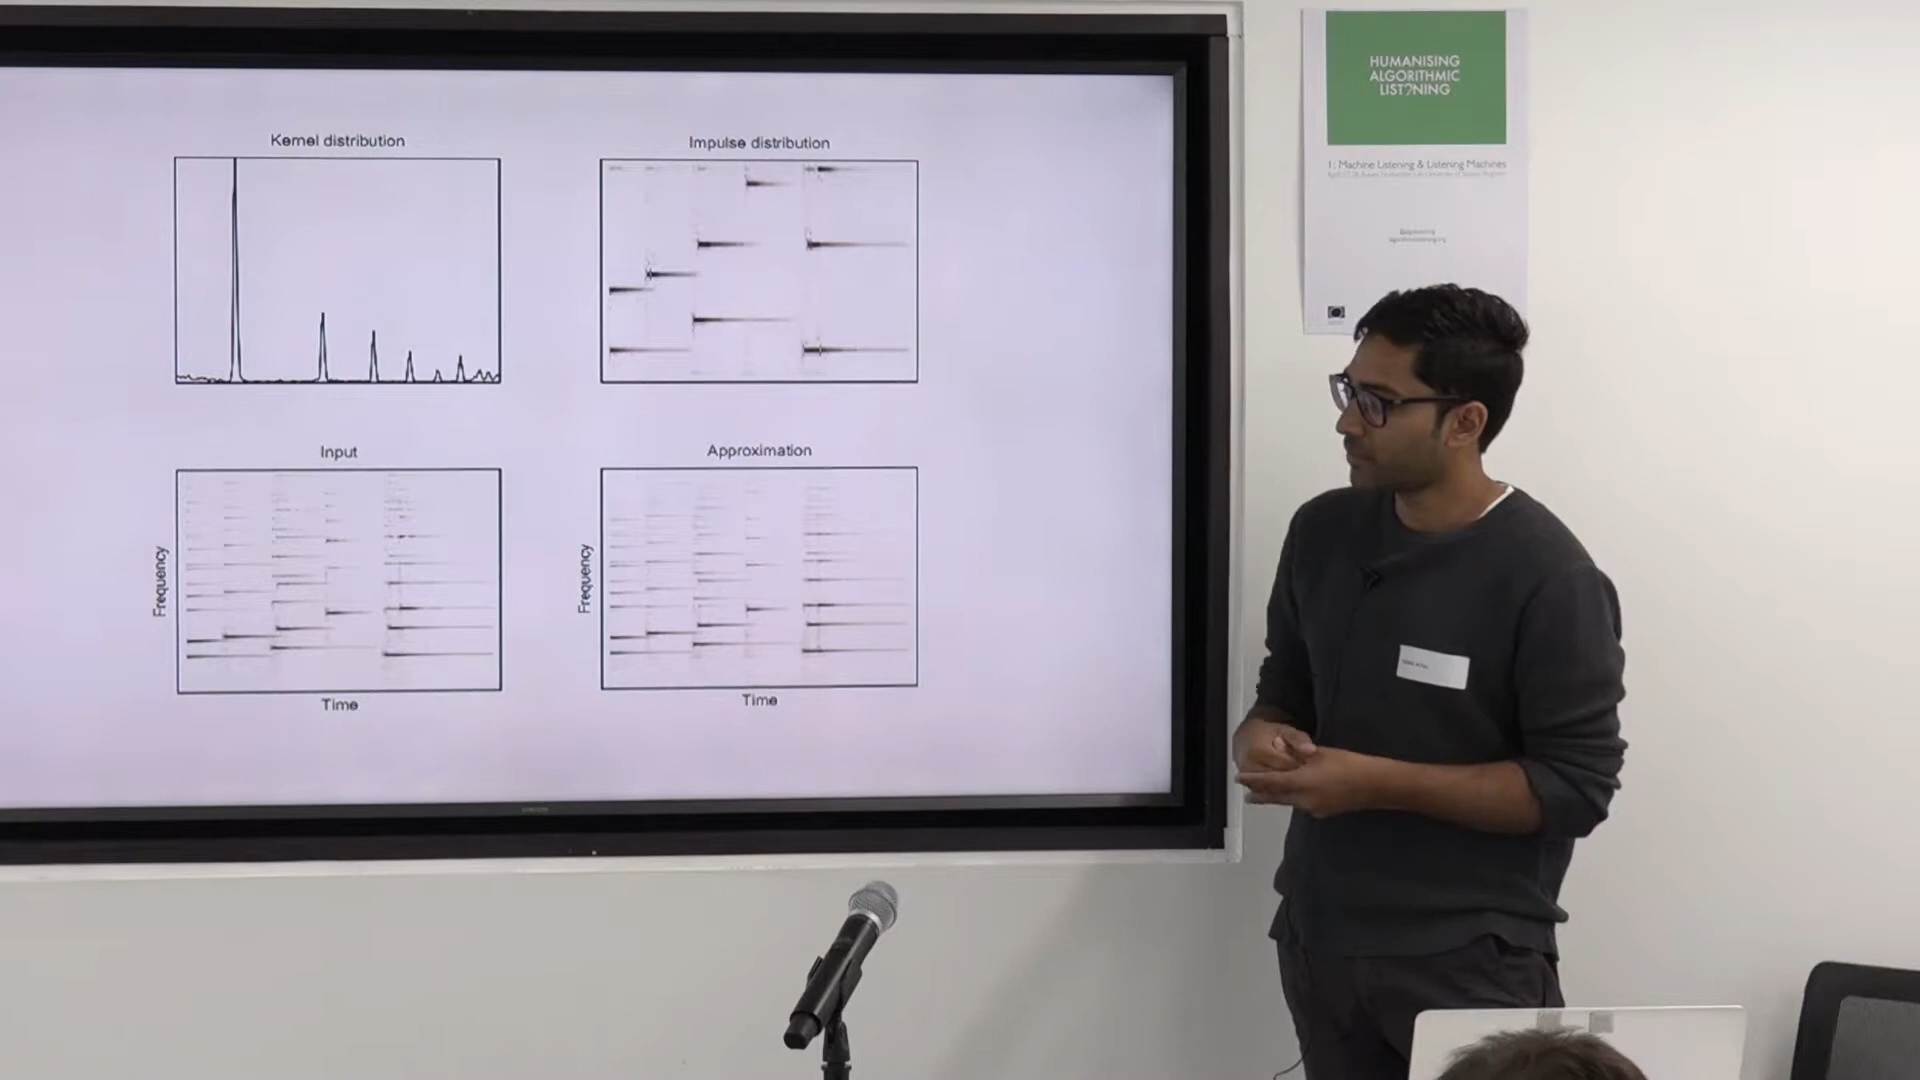 Kernel distribution
Impulse distribution
Input
Approximation
Frequency
Time
Frequency
Time
HUMANISING
ALGORITHMIC
LIST?NING
1: Machine Listening & Listening Machines